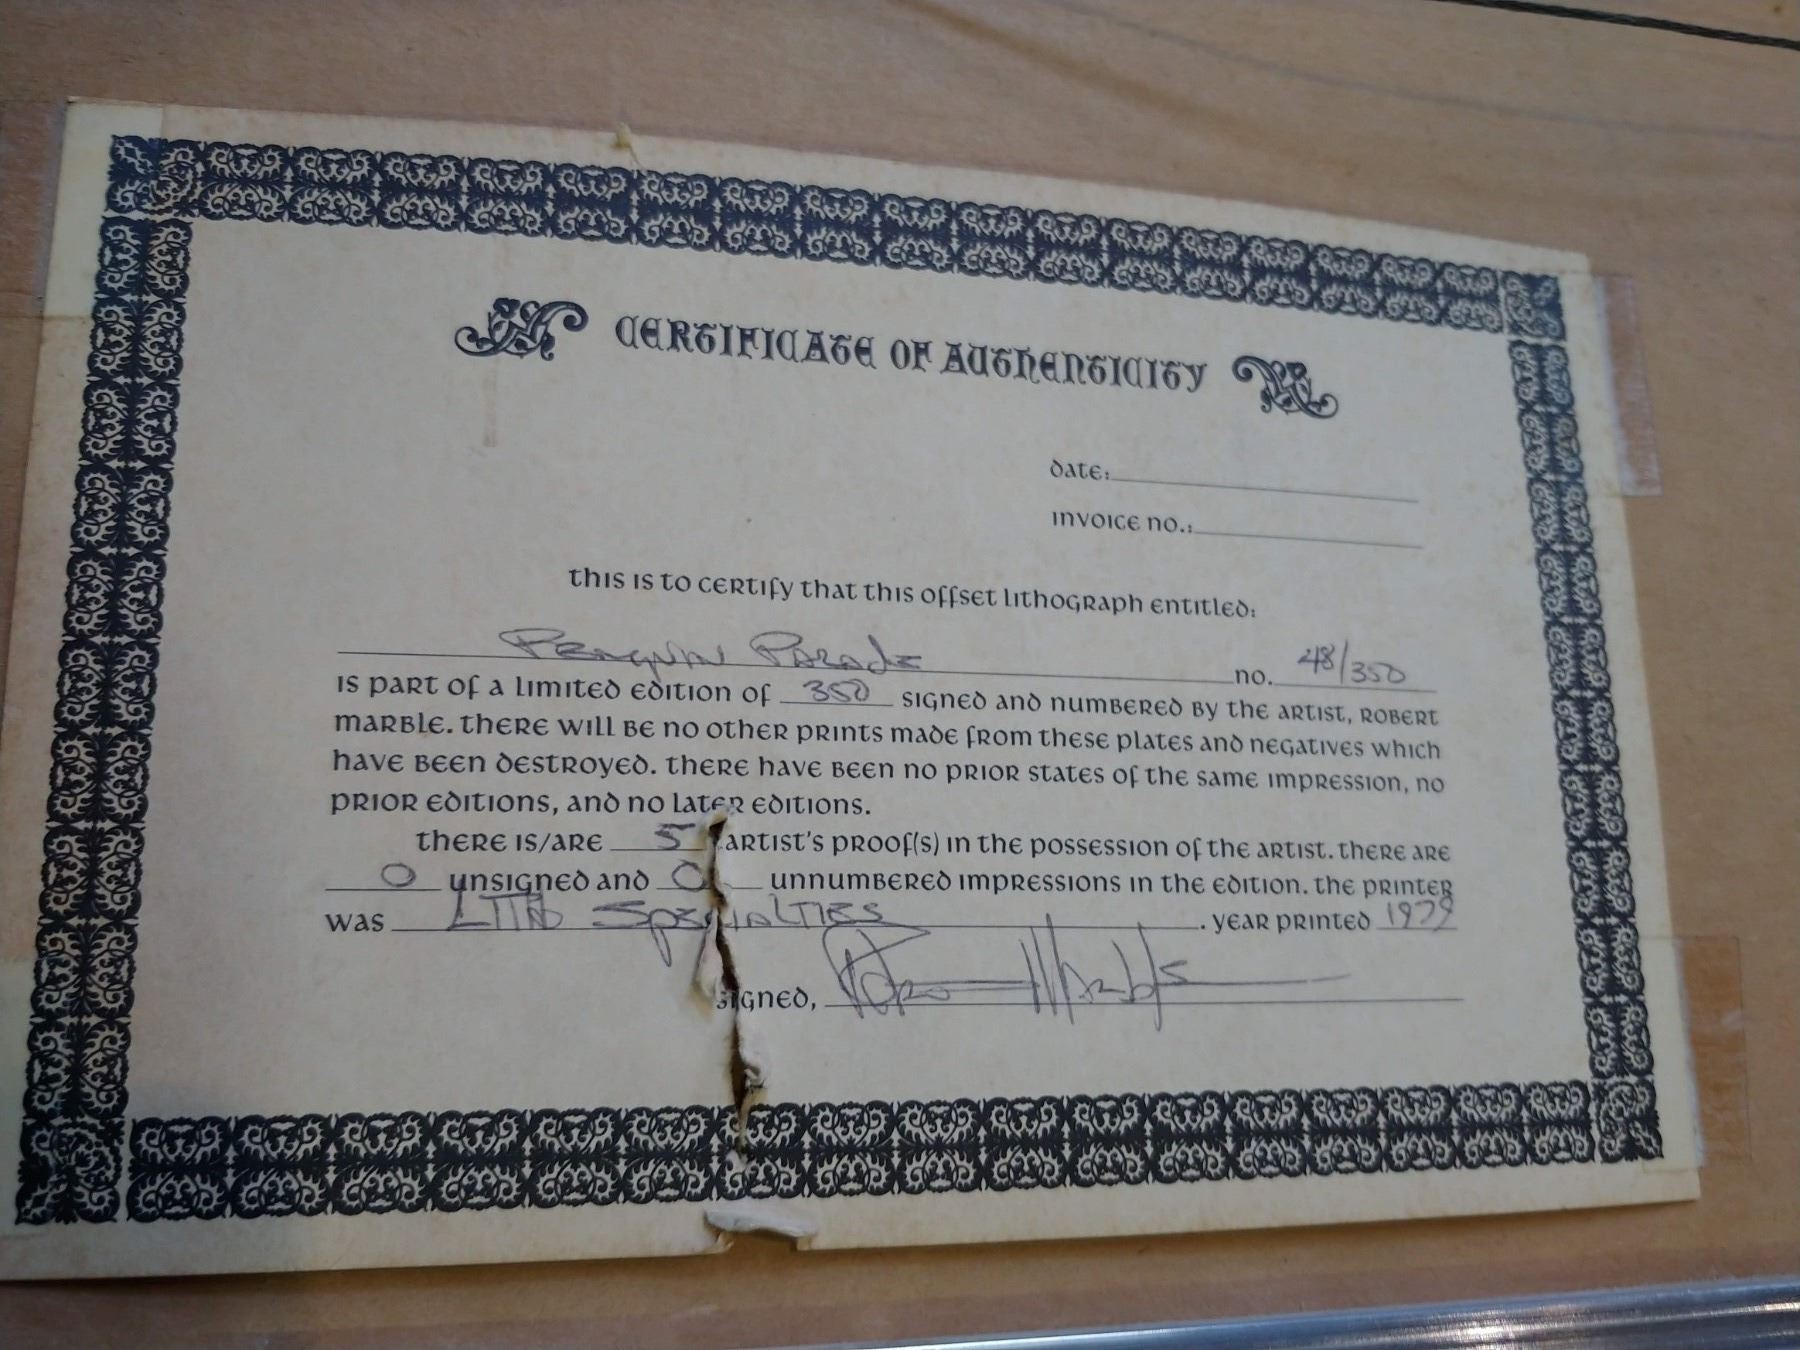 CERTIFICATE OF AUTHENTICITY
DATE:
INVOICE NO.:
THIS IS TO CERTIFY THAT THIS OFFSET LITHOGRAPH ENTITLED:
Penguin Parade NO. 48/350
IS PART OF A LIMITED EDITION OF 350 SIGNED AND NUMBERED BY THE ARTIST, ROBERT
MARBLE. THERE WILL BE NO OTHER PRINTS MADE FROM THESE PLATES AND NEGATIVES WHICH
HAVE BEEN DESTROYED. THERE HAVE BEEN NO PRIOR STATES OF THE SAME IMPRESSION, NO
PRIOR EDITIONS, AND NO LATER EDITIONS.
THERE IS/ARE 5 ARTIST'S PROOF(S) IN THE POSSESSION OF THE ARTIST. THERE ARE
0 UNSIGNED AND 0 UNNUMBERED IMPRESSIONS IN THE EDITION. THE PRINTER
WAS LITHO SPECIALTIES. YEAR PRINTED 1979
SIGNED, Robert Marble